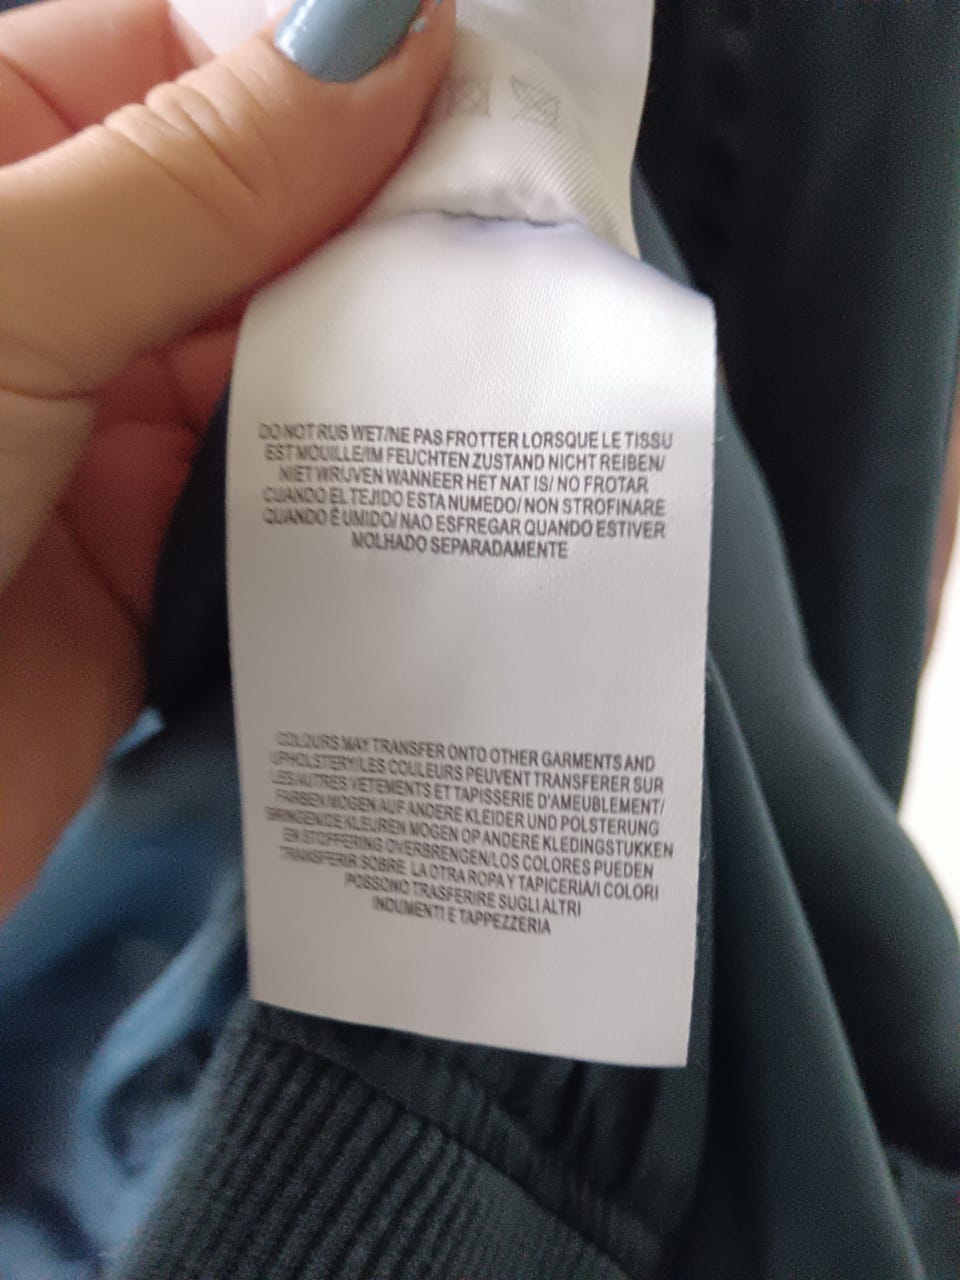 DO NOT RUB WET/NE PAS FROTTER LORSQUE LE TISSU
EST MOUILLE/IM FEUCHTEN ZUSTAND NICHT REIBEN/
NIET WRIJVEN WANNEER HET NAT IS/ NO FROTAR
CUANDO EL TEJIDO ESTA NUMEDO/ NON STROFINARE
QUANDO É UMIDO/ NAO ESFREGAR QUANDO ESTIVER
MOLHADO SEPARADAMENTE
COLOURS MAY TRANSFER ONTO OTHER GARMENTS AND
UPHOLSTERY/LES COULEURS PEUVENT TRANSFERER SUR
LES AUTRES VETEMENTS ET TAPISSERIE D'AMEUBLEMENT/
FARBEN MOGEN AUF ANDERE KLEIDER UND POLSTERUNG
BRINGEN/DE KLEUREN MOGEN OP ANDERE KLEDINGSTUKKEN
EN STOFFERING OVERBRENGEN/LOS COLORES PUEDEN
TRANSFERIR SOBRE LA OTRA ROPA Y TAPICERIA/I COLORI
POSSONO TRASFERIRE SUGLI ALTRI
INDUMENTI E TAPPEZZERIA